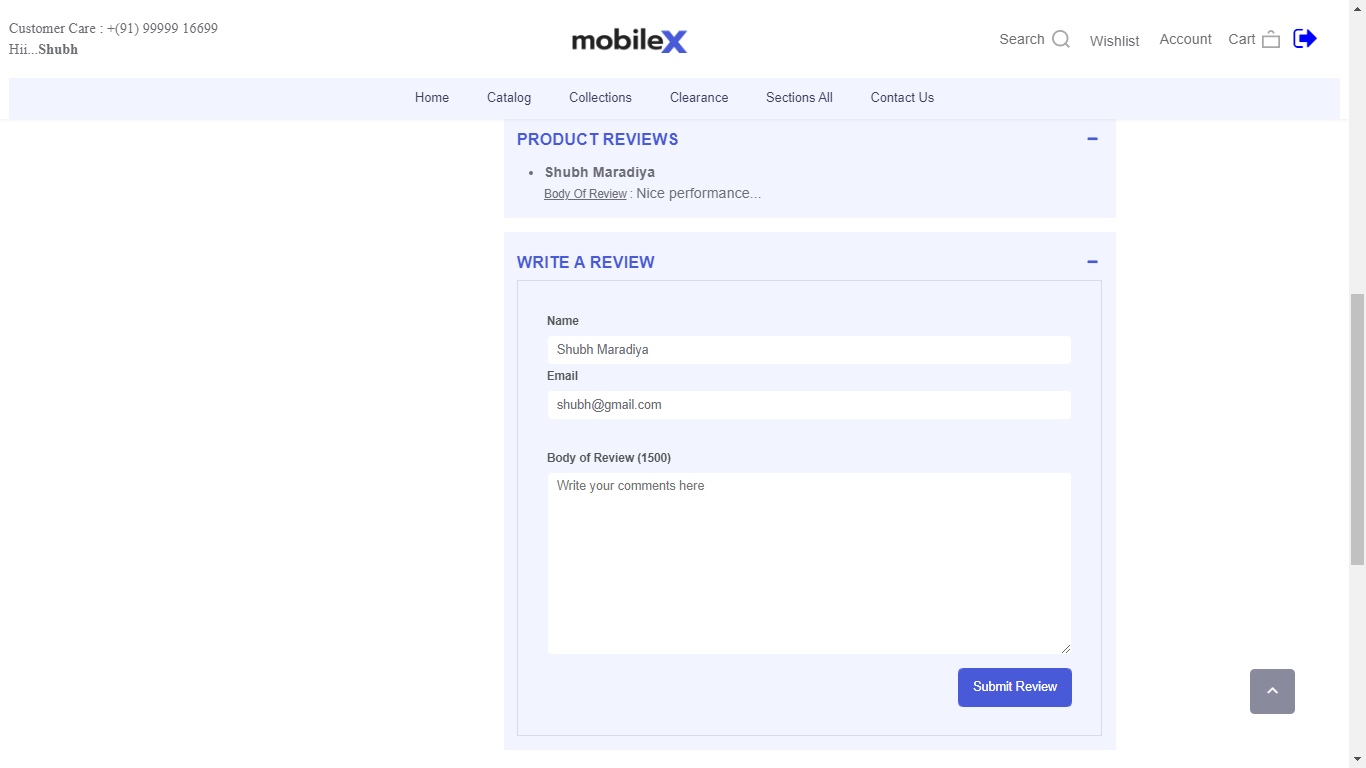 Customer Care : +(91) 99999 16699
Hii...Shubh
mobileX
Search
Wishlist
Account
Cart
Home
Catalog
Collections
Clearance
Sections All
Contact Us
PRODUCT REVIEWS
Shubh Maradiya
Body Of Review : Nice performance...
WRITE A REVIEW
Name
Shubh Maradiya
Email
shubh@gmail.com
Body of Review (1500)
Write your comments here
Submit Review